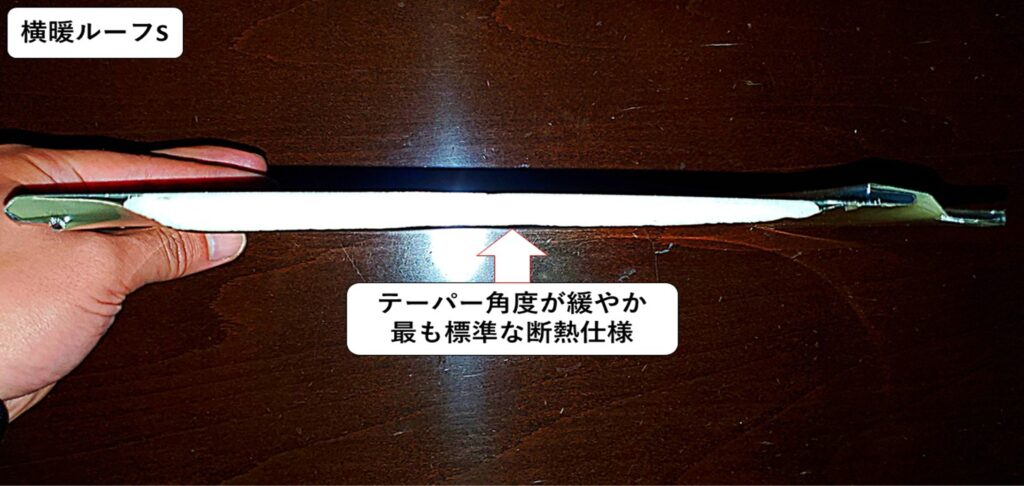 横暖ルーフS
テーパー角度が緩やか
最も標準な断熱仕様